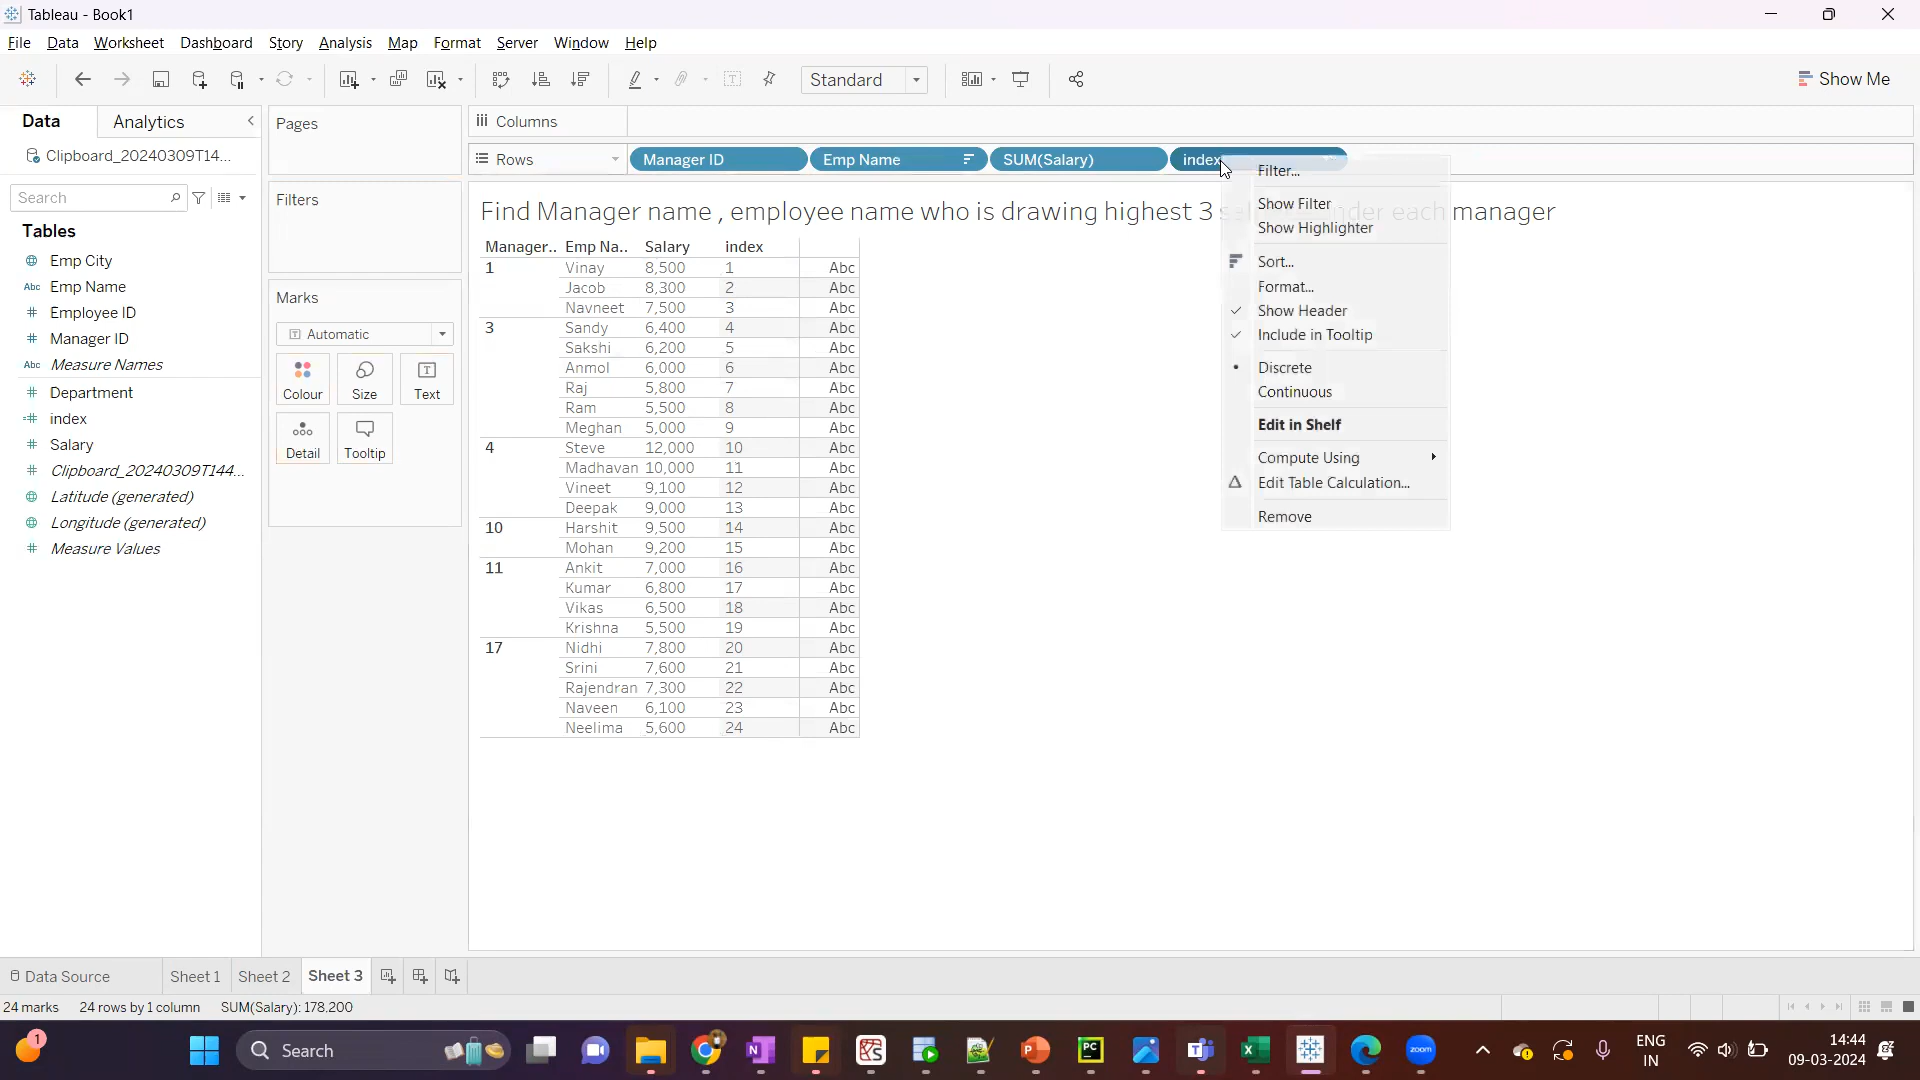 Tableau - Book1
File Data Worksheet Dashboard Story Analysis Map Format Server Window Help
Standard
Show Me
Data Analytics
Clipboard_20240309T14...
Search
Tables
Emp City
Abc Emp Name
Employee ID
Manager ID
Abc Measure Names
Department
index
Salary
Clipboard_20240309T144...
Latitude (generated)
Longitude (generated)
Measure Values
Pages
Filters
Marks
Automatic
Colour Size Text
Detail Tooltip
Columns
Rows Manager ID Emp Name SUM(Salary) index
Find Manager name , employee name who is drawing highest 3 each manager
Manager.. Emp Na.. Salary index
1 Vinay 8,500 1 Abc
Jacob 8,300 2 Abc
Navneet 7,500 3 Abc
3 Sandy 6,400 4 Abc
Sakshi 6,200 5 Abc
Anmol 6,000 6 Abc
Raj 5,800 7 Abc
Ram 5,500 8 Abc
Meghan 5,000 9 Abc
4 Steve 12,000 10 Abc
Madhavan 10,000 11 Abc
Vineet 9,100 12 Abc
Deepak 9,000 13 Abc
10 Harshit 9,500 14 Abc
Mohan 9,200 15 Abc
11 Ankit 7,000 16 Abc
Kumar 6,800 17 Abc
Vikas 6,500 18 Abc
Krishna 5,500 19 Abc
17 Nidhi 7,800 20 Abc
Srini 7,600 21 Abc
Rajendran 7,300 22 Abc
Naveen 6,100 23 Abc
Neelima 5,600 24 Abc
Filter...
Show Filter
Show Highlighter
Sort...
Format...
Show Header
Include in Tooltip
Discrete
Continuous
Edit in Shelf
Compute Using
Edit Table Calculation...
Remove
Data Source Sheet 1 Sheet 2 Sheet 3
24 marks 24 rows by 1 column SUM(Salary): 178,200
1
Search
PC
zoom
ENG
IN
14:44
09-03-2024